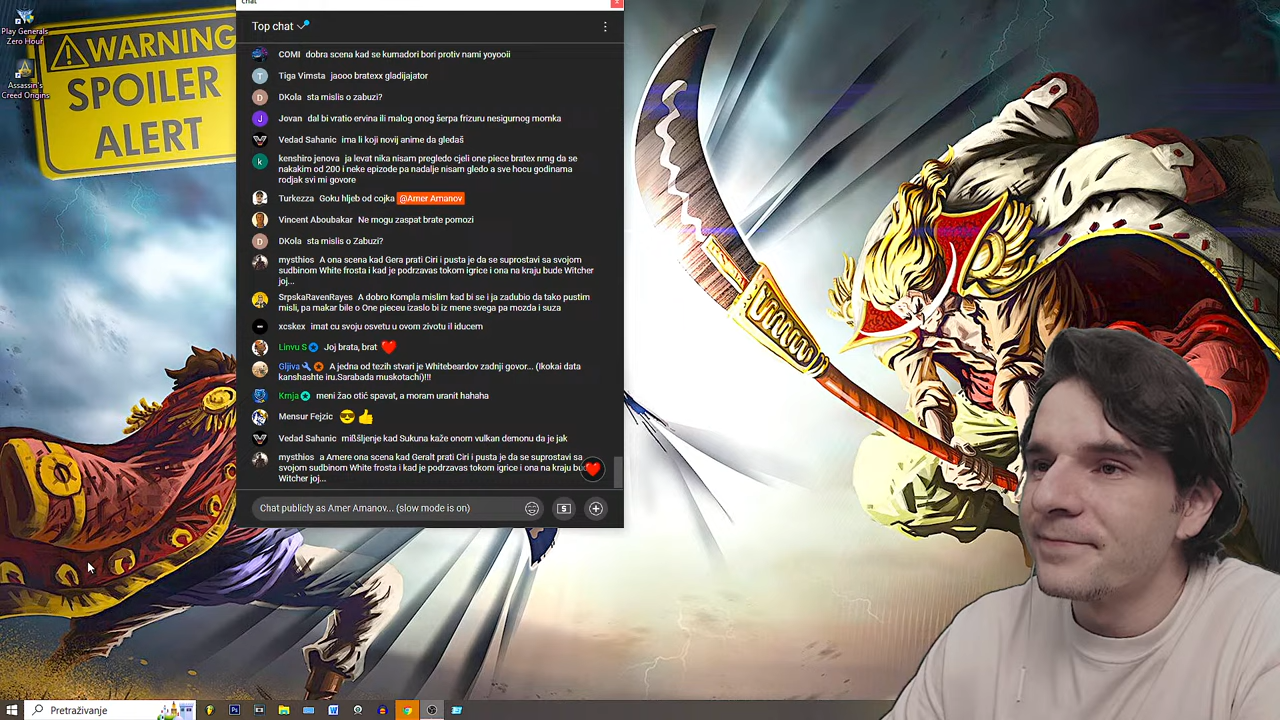 Play Generals
Zero Hour
Assassin's
Creed Origins
WARNING
SPOILER
ALERT
Chat
Top chat
COMI dobra scena kad se kumadori bori protiv nami yoyooii
Tiga Vimsta jaooo bratexx gladijajator
DKola sta mislis o zabuzi?
Jovan dal bi vratio ervina ili malog onog šerpa frizuru nesigurnog momka
Vedad Sahanic ima li koji novij anime da gledaš
kenshiro jenova ja levat nika nisam pregledo cjeli one piece bratex nmg da se
nakakim od 200 i neke epizode pa nadalje nisam gledo a sve hocu godinama
rodjak svi mi govore
Turkezza Goku hljeb od cojka @Amer Amanov
Vincent Aboubakar Ne mogu zaspat brate pomozi
DKola sta mislis o Zabuzi?
mysthios A ona scena kad Gera prati Ciri i pusta je da se suprostavi sa svojom
sudbinom White frosta i kad je podrzavas tokom igrice i ona na kraju bude Witcher
joj...
SrpskaRavenRayes A dobro Kompla mislim kad bi se i ja zadubio da tako pustim
misli, pa makar bile o One pieceu izaslo bi iz mene svega pa mozda i suza
xcskex imat cu svoju osvetu u ovom zivotu il iducem
Linvu S Joj brata, brat
Gljiva A jedna od tezih stvari je Whitebeardov zadnji govor... (Ikokai data
kanshashte iru.Sarabada muskotachi)!!!
Krnja meni žao otić spavat, a moram uranit hahaha
Mensur Fejzic
Vedad Sahanic mißšljenje kad Sukuna kaže onom vulkan demonu da je jak
mysthios a Amere ona scena kad Geralt prati Ciri i pusta je da se suprostavi sa
svojom sudbinom White frosta i kad je podrzavas tokom igrice i ona na kraju
Witcher joj...
Chat publicly as Amer Amanov... (slow mode is on)
Pretraživanje